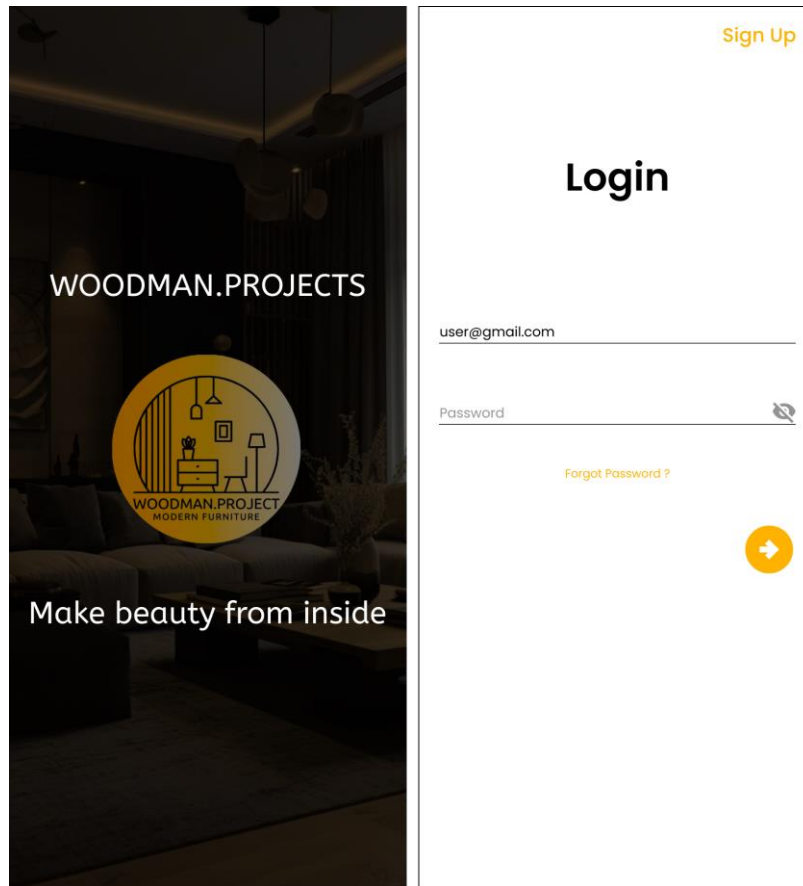 WOODMAN.PROJECTS
WOODMAN.PROJECT
MODERN FURNITURE
Make beauty from inside
Sign Up
Login
user@gmail.com
Password
Forgot Password ?